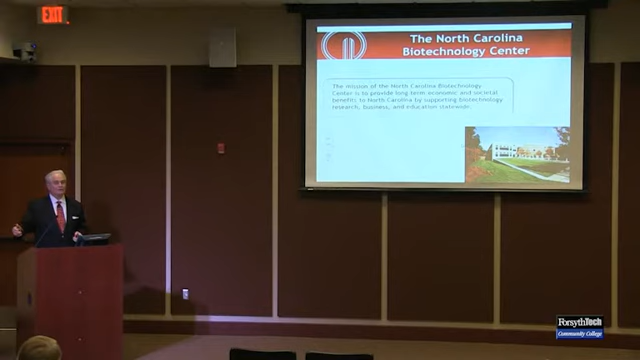 EXIT
The North Carolina
Biotechnology Center
The mission of the North Carolina Biotechnology
Center is to provide long-term economic and societal
benefits to North Carolina by supporting biotechnology
research, business, and education statewide.
ForsythTech
Community College